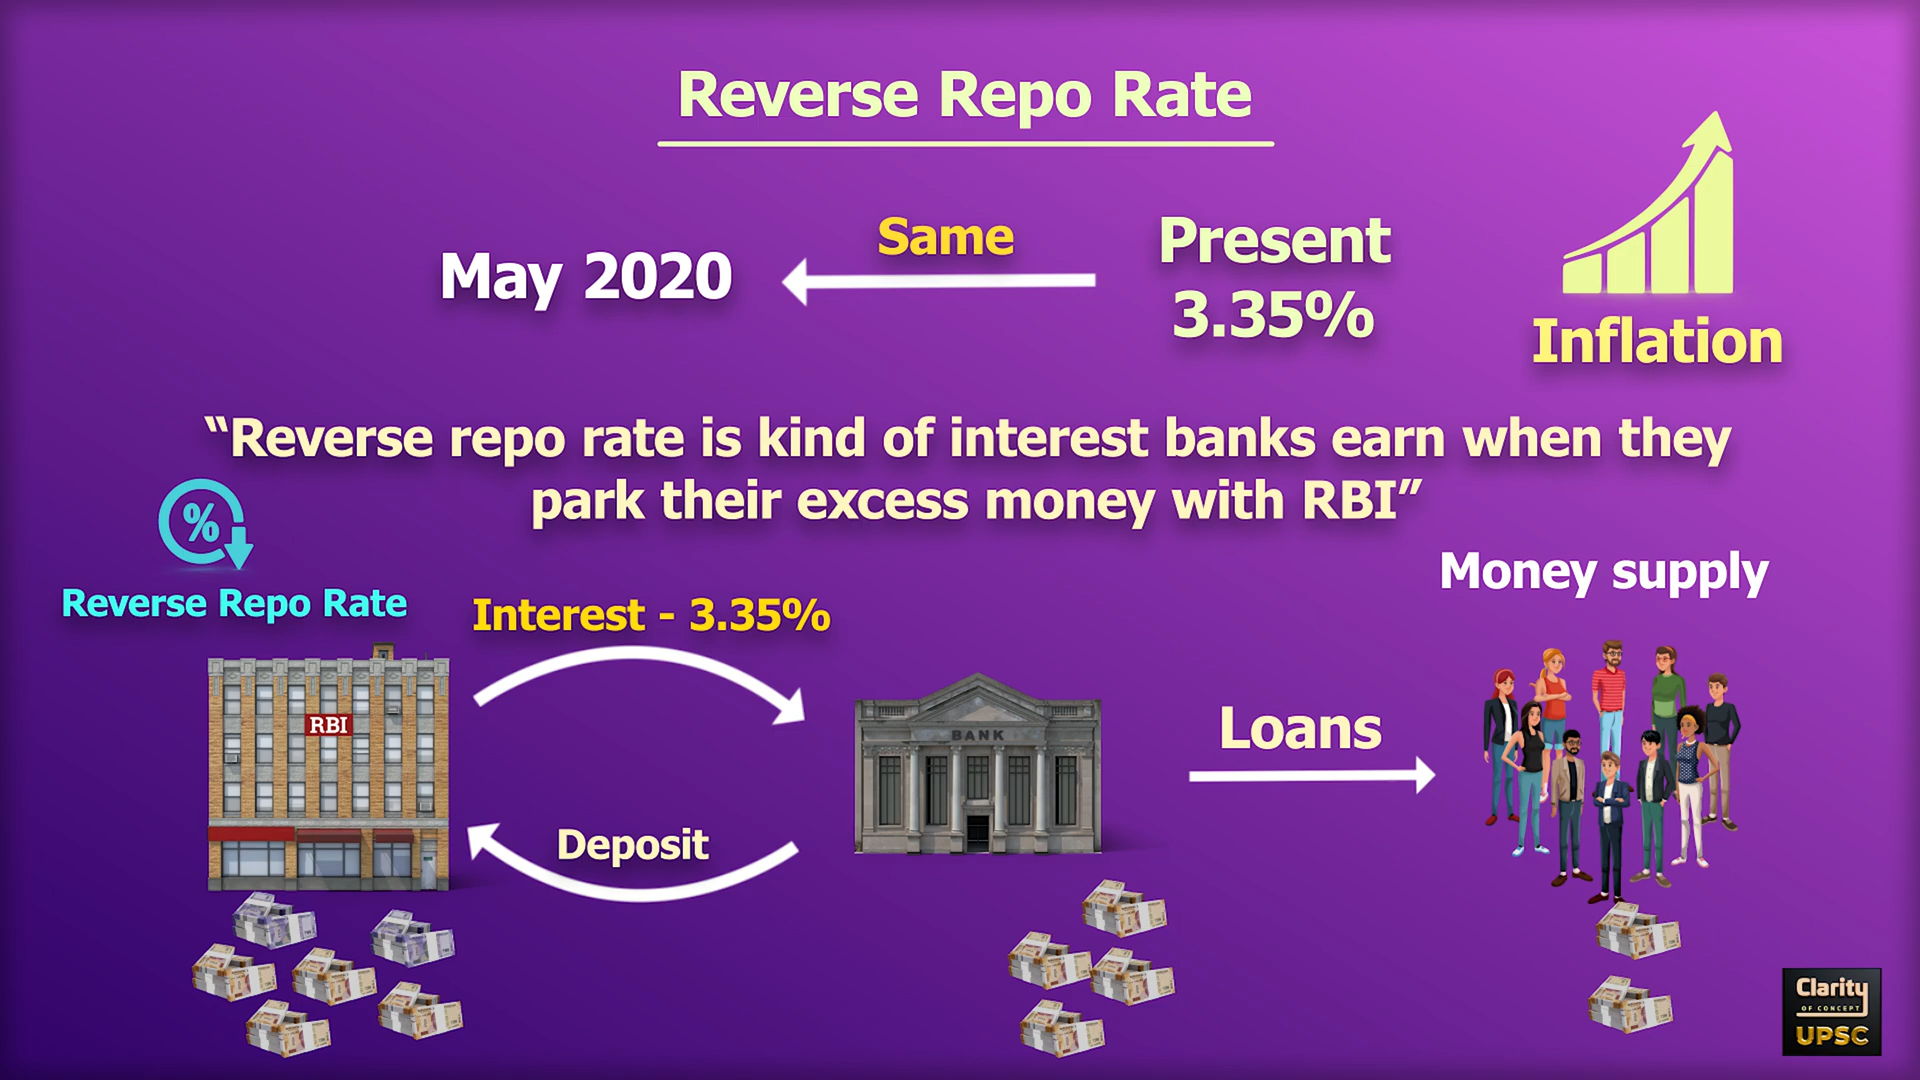 Reverse Repo Rate
Same
May 2020
Present
3.35%
Inflation
“Reverse repo rate is kind of interest banks earn when they
park their excess money with RBI”
%
Reverse Repo Rate
Interest - 3.35%
Money supply
RBI
BANK
Loans
Deposit
Clarity
OF CONCEPT
UPSC